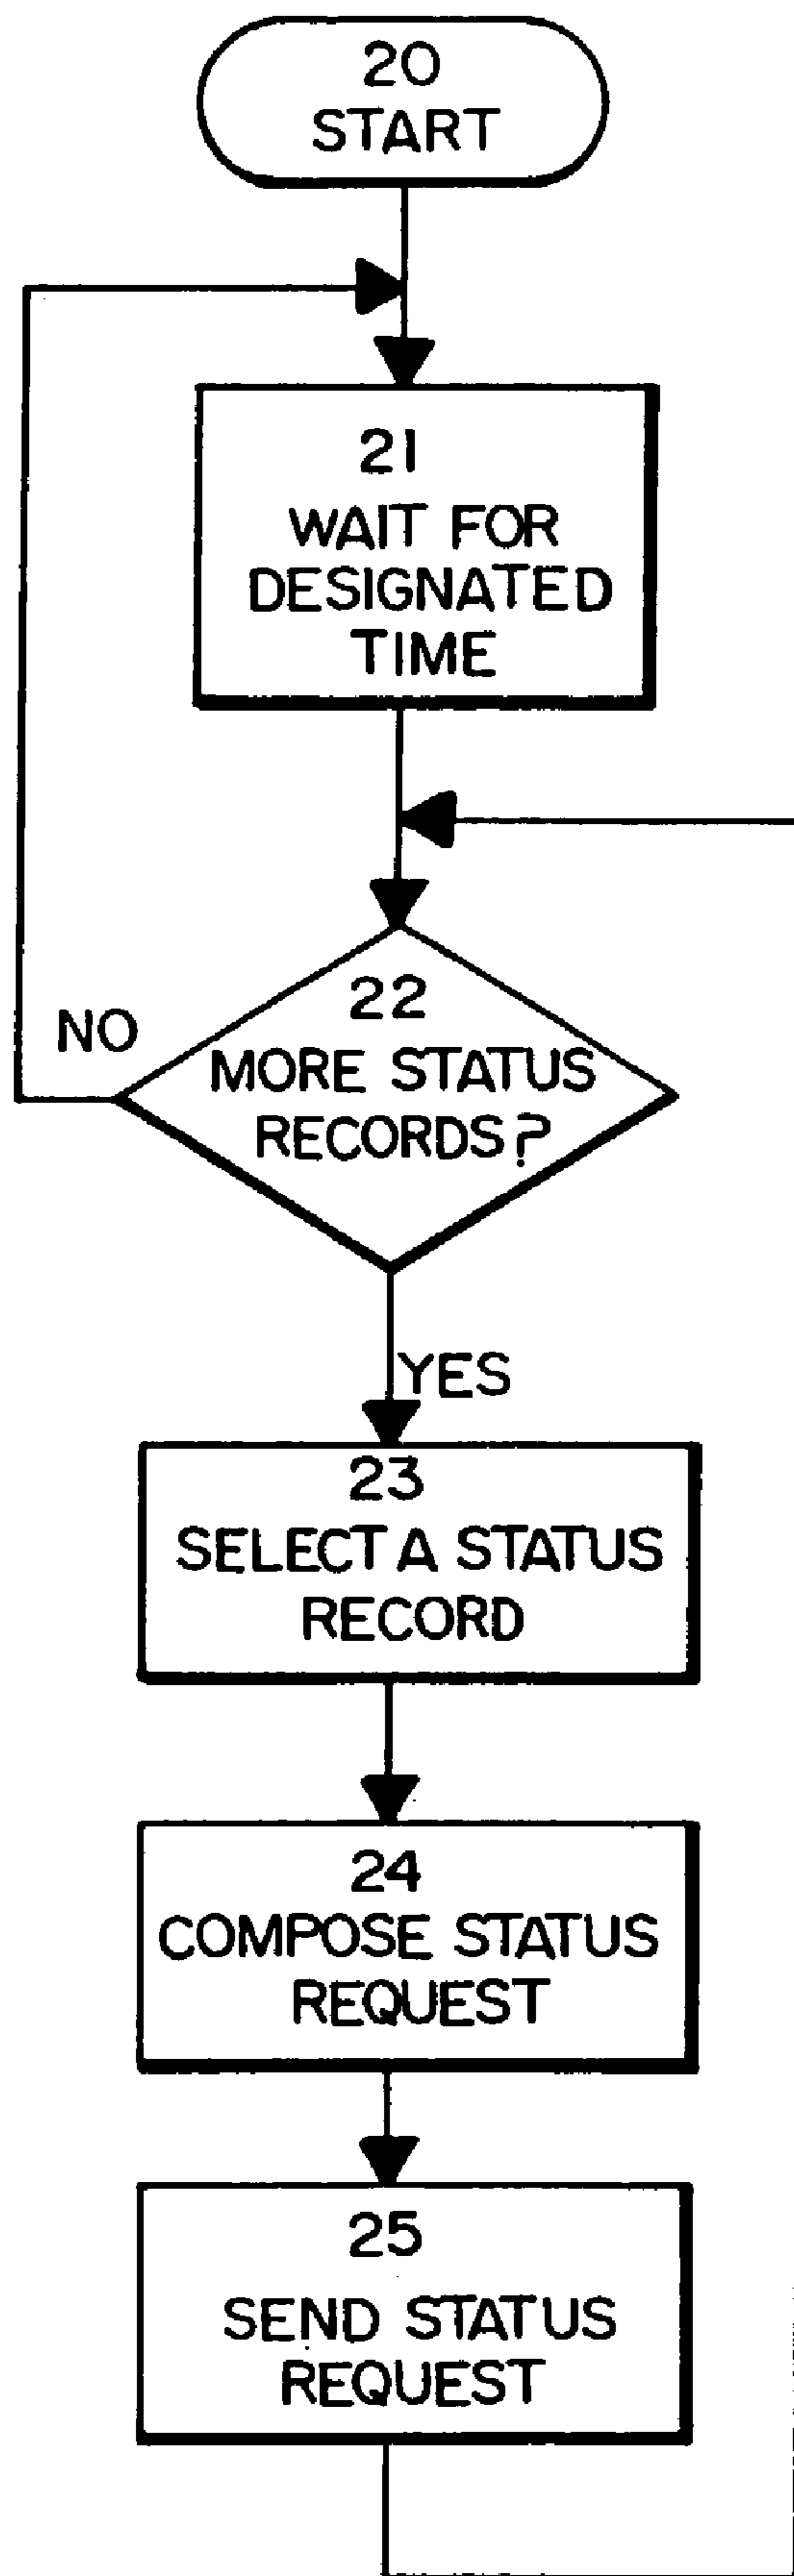 20
START
21
WAIT FOR
DESIGNATED
TIME
22
MORE STATUS
RECORDS?
NO
YES
23
SELECT A STATUS
RECORD
24
COMPOSE STATUS
REQUEST
25
SEND STATUS
REQUEST